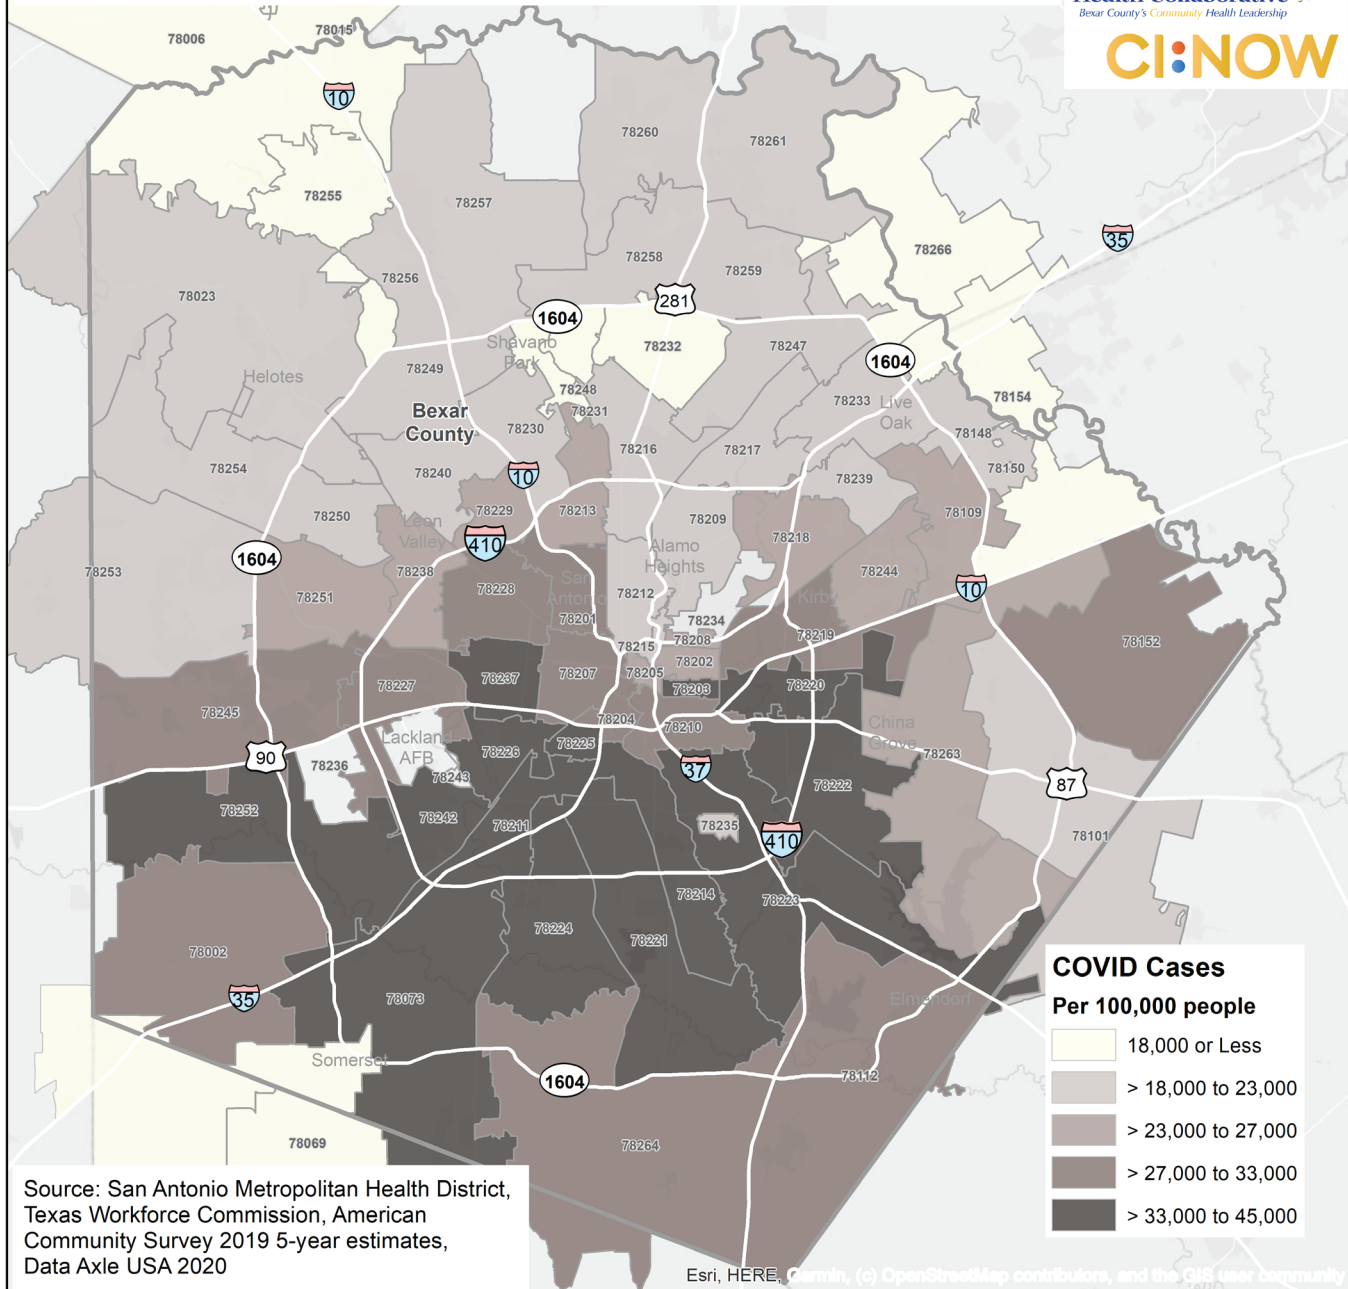 Health Collaborative
Bexar County's Community Health Leadership
CI:NOW
78006
78015
10
78260
78261
78255
78257
35
78266
78256
78258
78259
78023
281
1604
Shavano
Park
78232
78247
1604
78249
Helotes
78248
78154
78231
78233
Live
Oak
Bexar
County
78230
78148
78216
78217
78254
78240
10
78150
78239
78250
78229
78213
78209
78109
Leon
Valley
410
78218
Alamo
Heights
1604
78253
78238
78244
San
Antonio
10
78228
78212
Kirby
78251
78201
78234
78219
78208
78152
78215
78202
78237
78207
78205
78227
78203
78220
78245
78204
78210
China
Grove
Lackland
AFB
78225
78226
78263
90
78236
37
78243
78222
87
78252
78242
78211
78235
410
78101
78214
78223
78224
78221
78002
35
78073
Elmendorf
Somerset
1604
78112
78069
78264
COVID Cases
Per 100,000 people
18,000 or Less
> 18,000 to 23,000
> 23,000 to 27,000
> 27,000 to 33,000
> 33,000 to 45,000
Source: San Antonio Metropolitan Health District,
Texas Workforce Commission, American
Community Survey 2019 5-year estimates,
Data Axle USA 2020
Esri, HERE, Garmin, (c) OpenStreetMap contributors, and the GIS user community